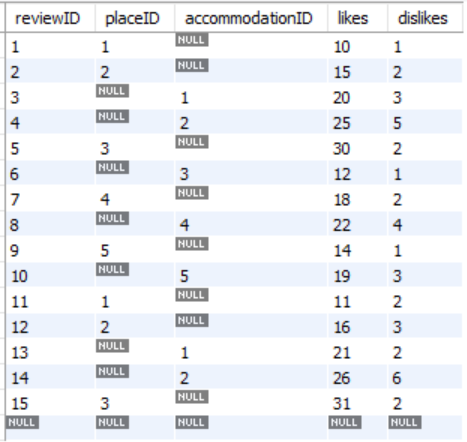 reviewID placeID accommodationID likes dislikes
1 1 NULL 10 1
2 2 NULL 15 2
3 NULL 1 20 3
4 NULL 2 25 5
5 3 NULL 30 2
6 NULL 3 12 1
7 4 NULL 18 2
8 NULL 4 22 4
9 5 NULL 14 1
10 NULL 5 19 3
11 1 NULL 11 2
12 2 NULL 16 3
13 NULL 1 21 2
14 NULL 2 26 6
15 3 NULL 31 2
NULL NULL NULL NULL NULL